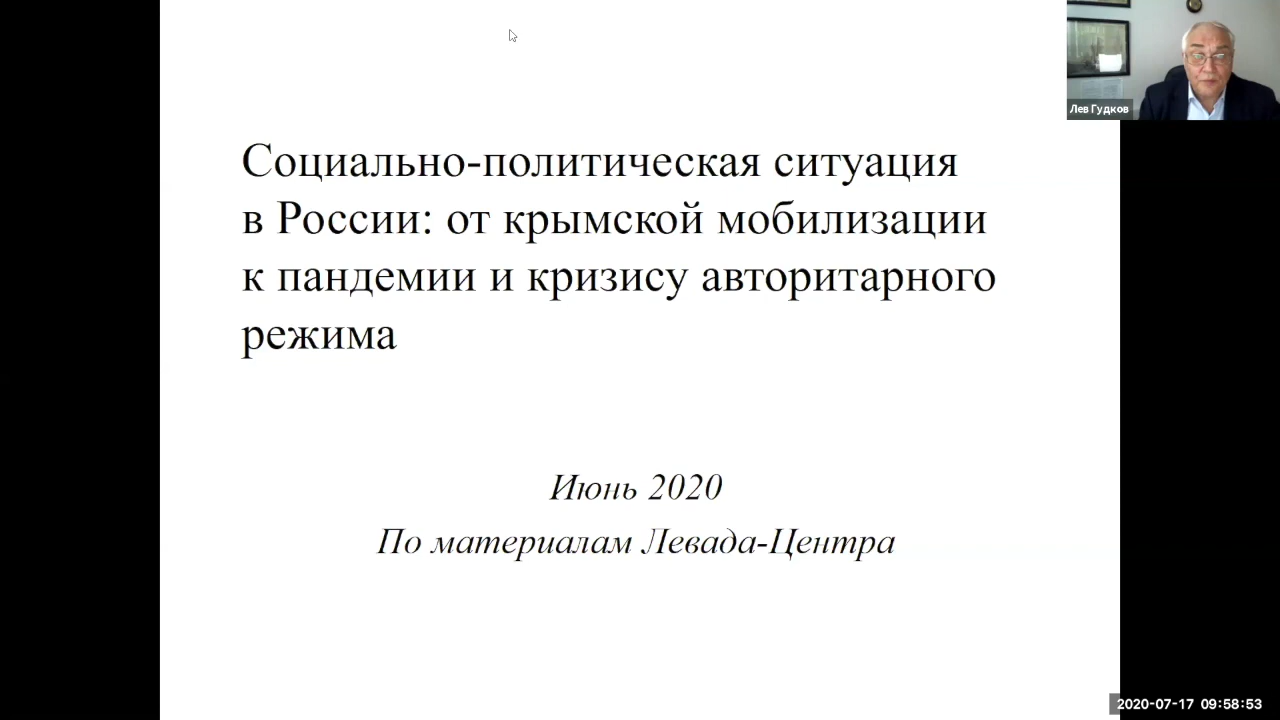 Лев Гудков
Социально-политическая ситуация
в России: от крымской мобилизации
к пандемии и кризису авторитарного
режима
Июнь 2020
По материалам Левада-Центра
2020-07-17 09:58:53